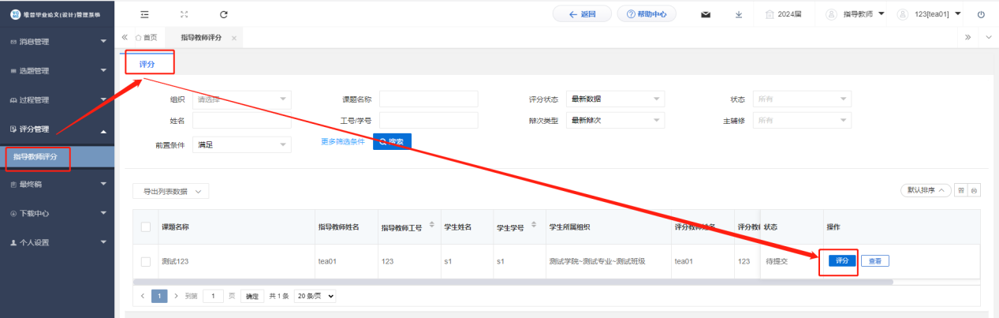 维普毕业论文(设计)管理系统
返回 帮助中心 2024届 指导教师 123[tea01]
消息管理
首页 指导教师评分
选题管理
评分
过程管理
组织 请选择 课题名称 评分状态 最新数据 状态 所有
评分管理
姓名 工号/学号 辩次类型 最新辩次 主辅修 所有
前置条件 满足 更多筛选条件 搜索
指导教师评分
最终稿
导出列表数据 默认排序
下载中心
课题名称 指导教师姓名 指导教师工号 学生姓名 学生学号 学生所属组织 评分教师姓名 评分教 状态 操作
个人设置
测试123 tea01 123 s1 s1 测试学院~测试专业~测试班级 tea01 123 待提交 评分 查看
1 到第 1 页 确定 共 1 条 20 条/页